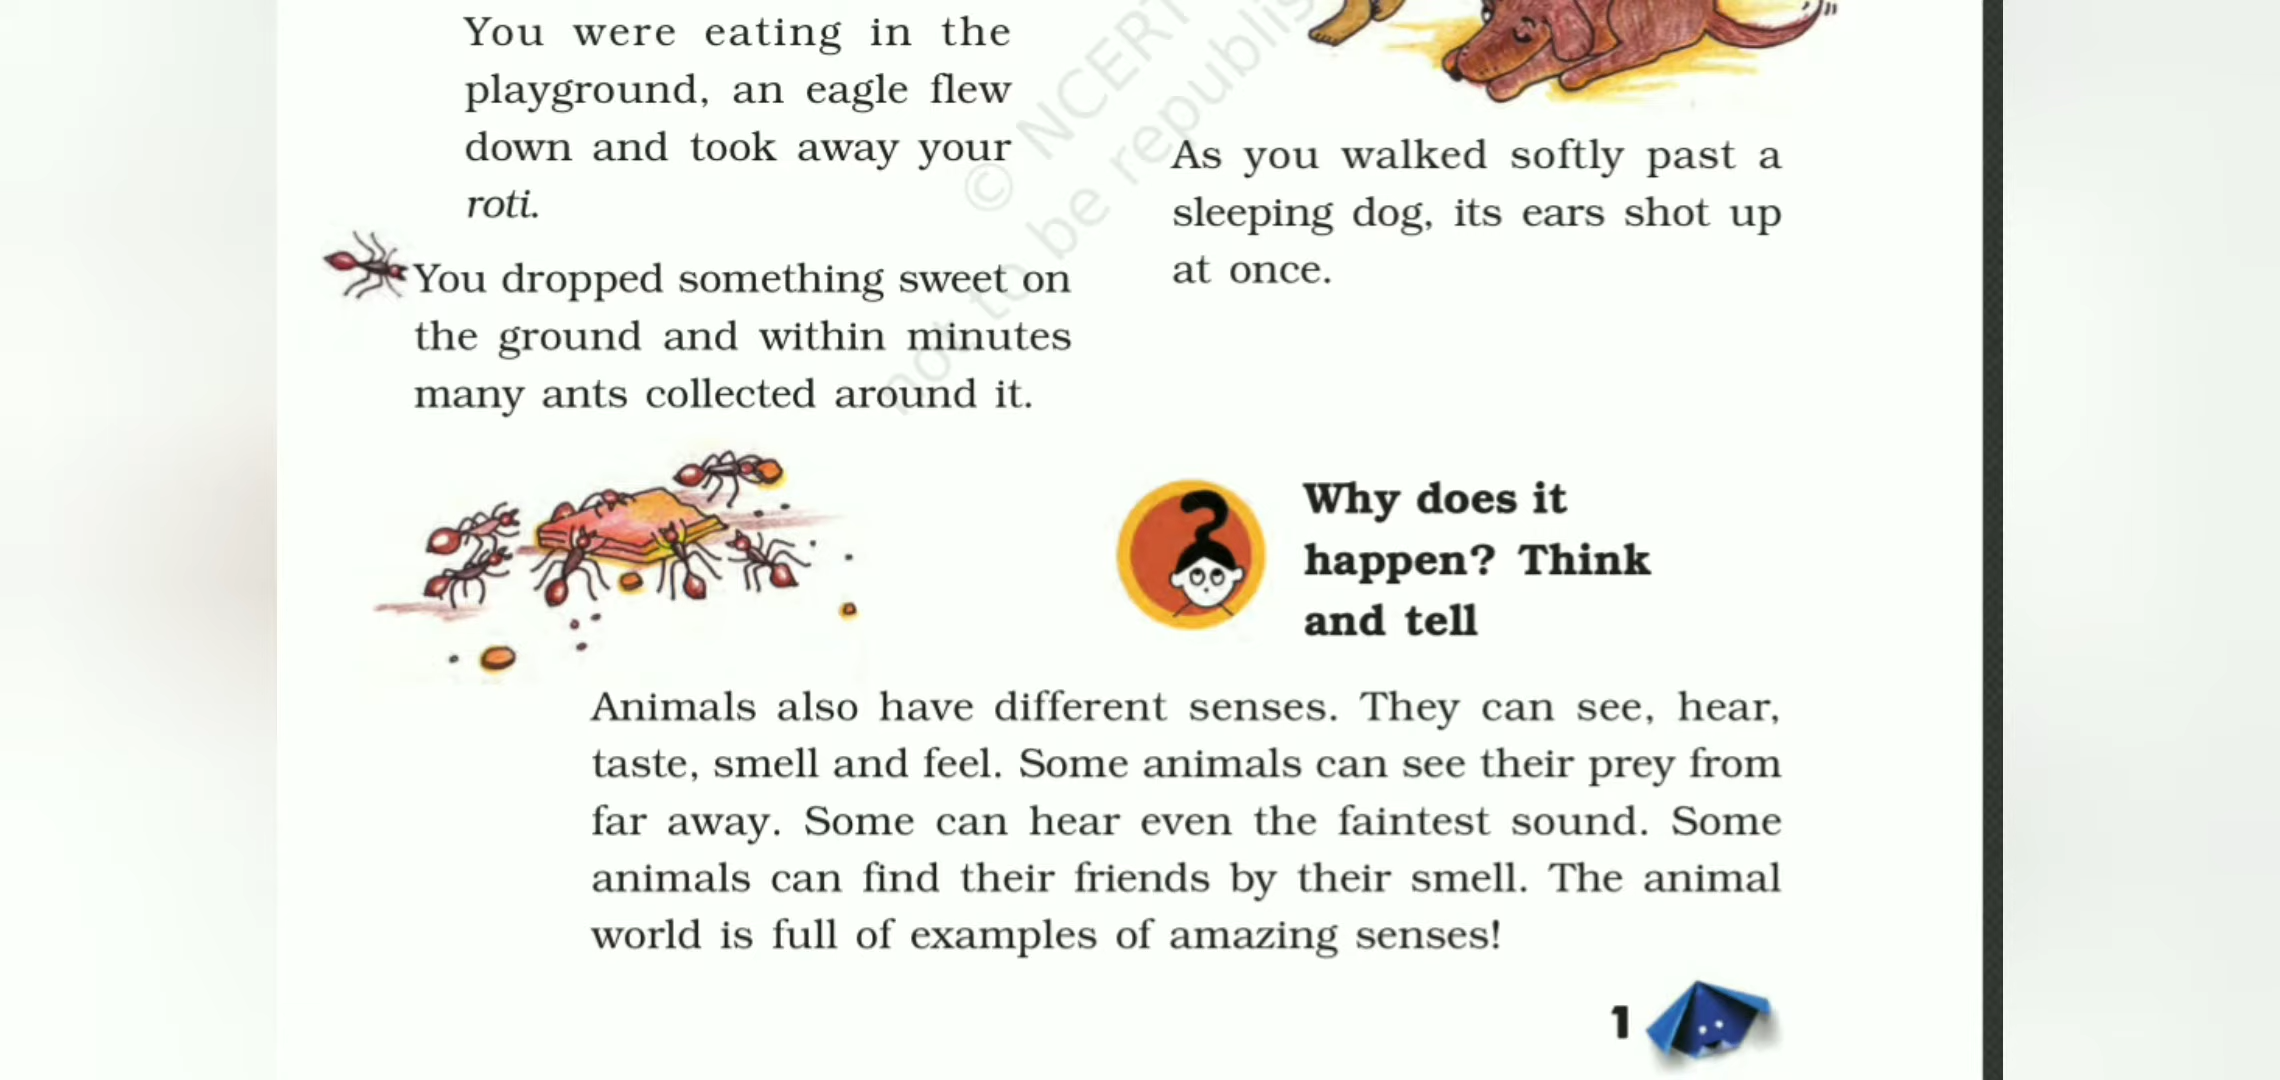 You were eating in the
playground, an eagle flew
down and took away your
roti.
You dropped something sweet on
the ground and within minutes
many ants collected around it.
As you walked softly past a
sleeping dog, its ears shot up
at once.
Why does it
happen? Think
and tell
Animals also have different senses. They can see, hear,
taste, smell and feel. Some animals can see their prey from
far away. Some can hear even the faintest sound. Some
animals can find their friends by their smell. The animal
world is full of examples of amazing senses!
1
© NCERT
not to be republis